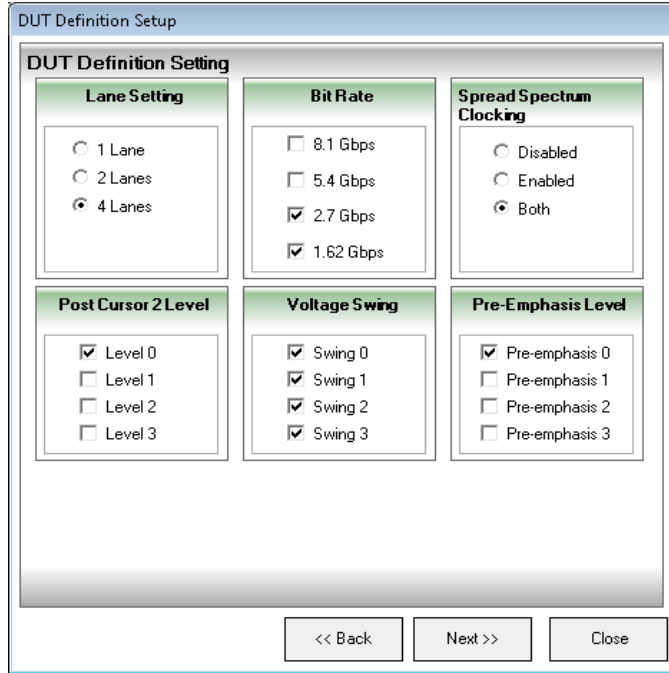 DUT Definition Setup
DUT Definition Setting
Lane Setting
1 Lane
2 Lanes
4 Lanes
Bit Rate
8.1 Gbps
5.4 Gbps
2.7 Gbps
1.62 Gbps
Spread Spectrum
Clocking
Disabled
Enabled
Both
Post Cursor 2 Level
Level 0
Level 1
Level 2
Level 3
Voltage Swing
Swing 0
Swing 1
Swing 2
Swing 3
Pre-Emphasis Level
Pre-emphasis 0
Pre-emphasis 1
Pre-emphasis 2
Pre-emphasis 3
<< Back
Next >>
Close